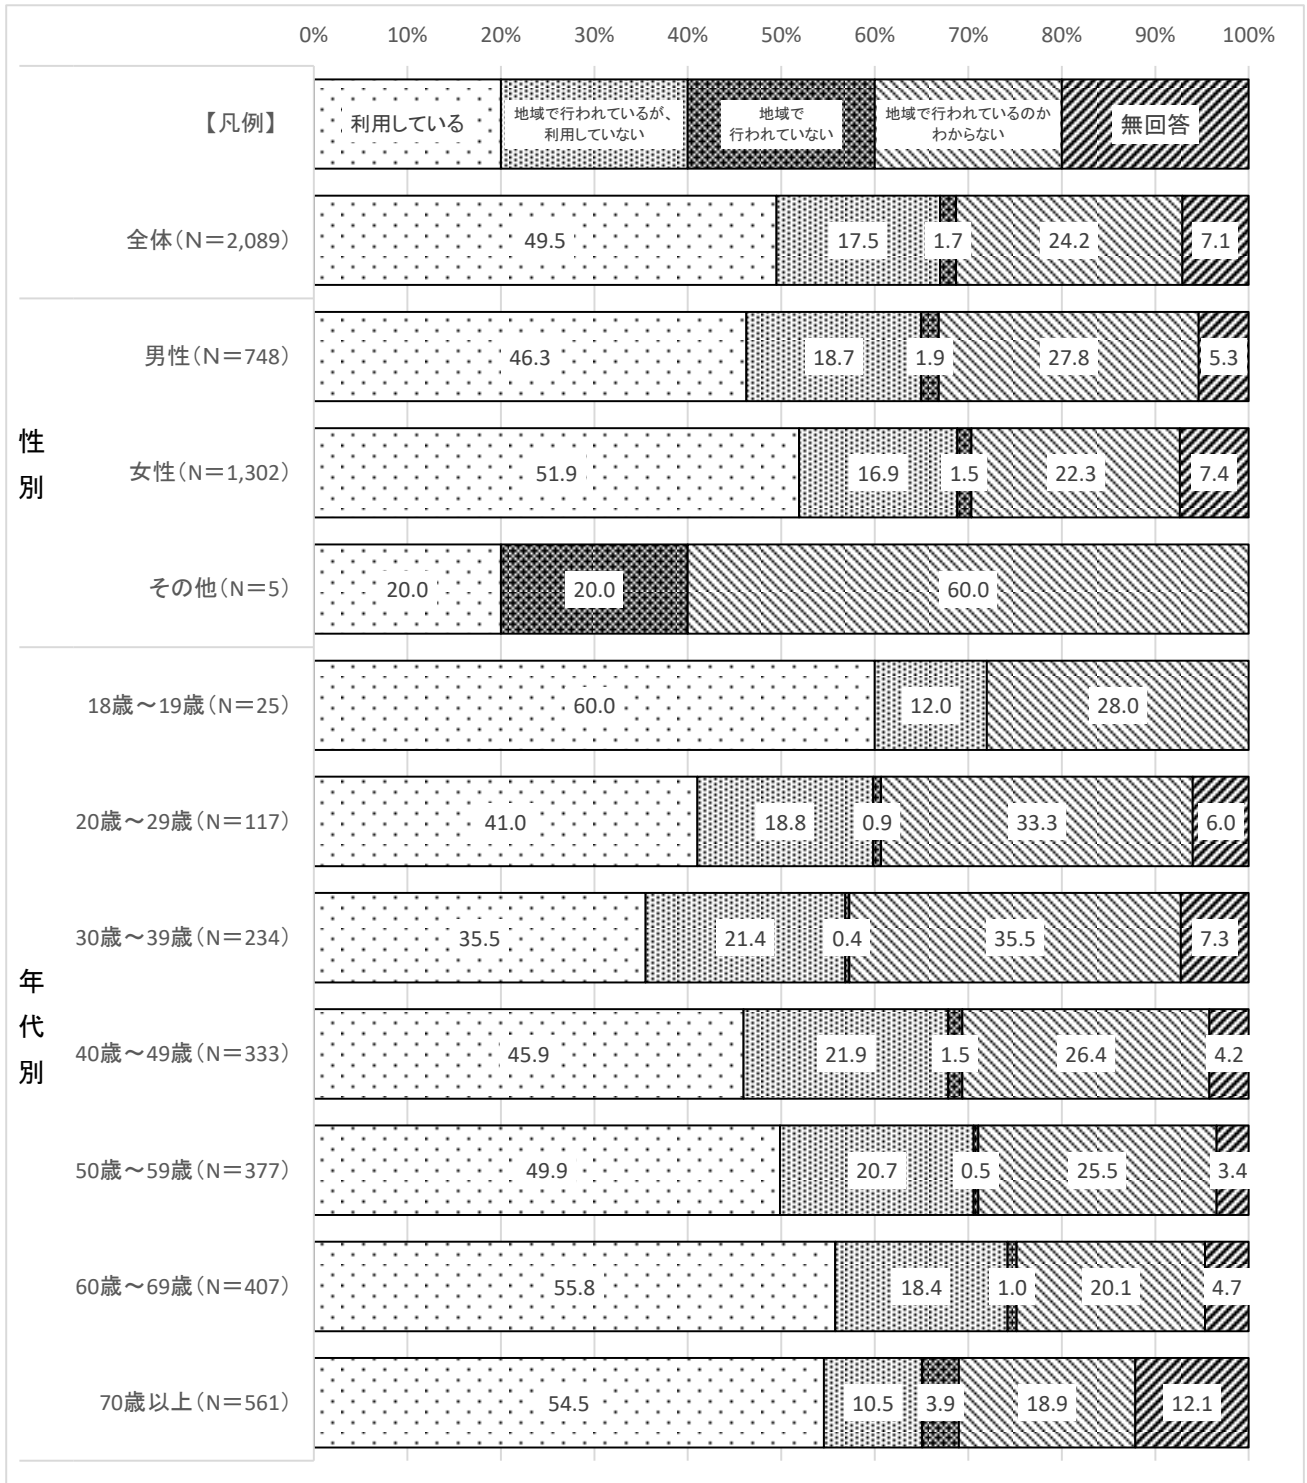 0% 10% 20% 30% 40% 50% 60% 70% 80% 90% 100%
【凡例】 利用している 地域で行われているが、 地域で 地域で行われているのか 無回答
利用していない 行われていない わからない
全体(N＝2,089) 49.5 17.5 1.7 24.2 7.1
性別
男性(N＝748) 46.3 18.7 1.9 27.8 5.3
女性(N＝1,302) 51.9 16.9 1.5 22.3 7.4
その他(N＝5) 20.0 20.0 60.0
年代別
18歳～19歳(N＝25) 60.0 12.0 28.0
20歳～29歳(N＝117) 41.0 18.8 0.9 33.3 6.0
30歳～39歳(N＝234) 35.5 21.4 0.4 35.5 7.3
40歳～49歳(N＝333) 45.9 21.9 1.5 26.4 4.2
50歳～59歳(N＝377) 49.9 20.7 0.5 25.5 3.4
60歳～69歳(N＝407) 55.8 18.4 1.0 20.1 4.7
70歳以上(N＝561) 54.5 10.5 3.9 18.9 12.1